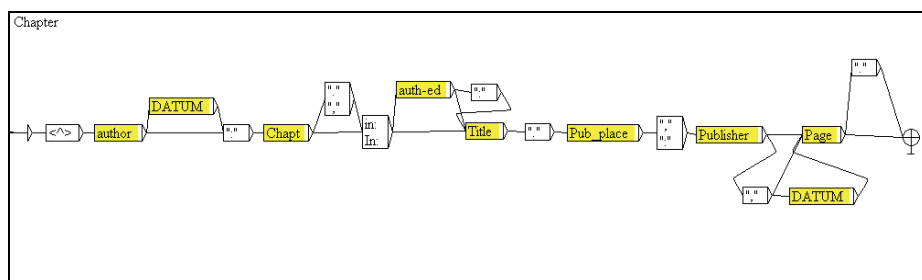 Chapter
<^>
author
DATUM
"."
Chapt
"."
","
in:
In:
auth-ed
":"
Title
"."
Pub_place
","
":"
Publisher
","
DATUM
Page
"."